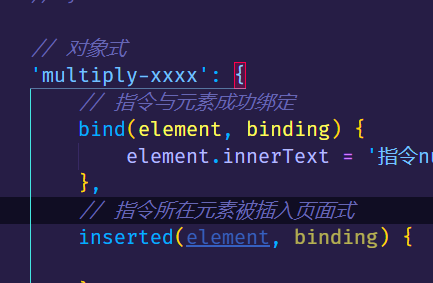 // 对象式
'multiply-xxxx': {
// 指令与元素成功绑定
bind(element, binding) {
element.innerText = '指令nu
},
// 指令所在元素被插入页面式
inserted(element, binding) {